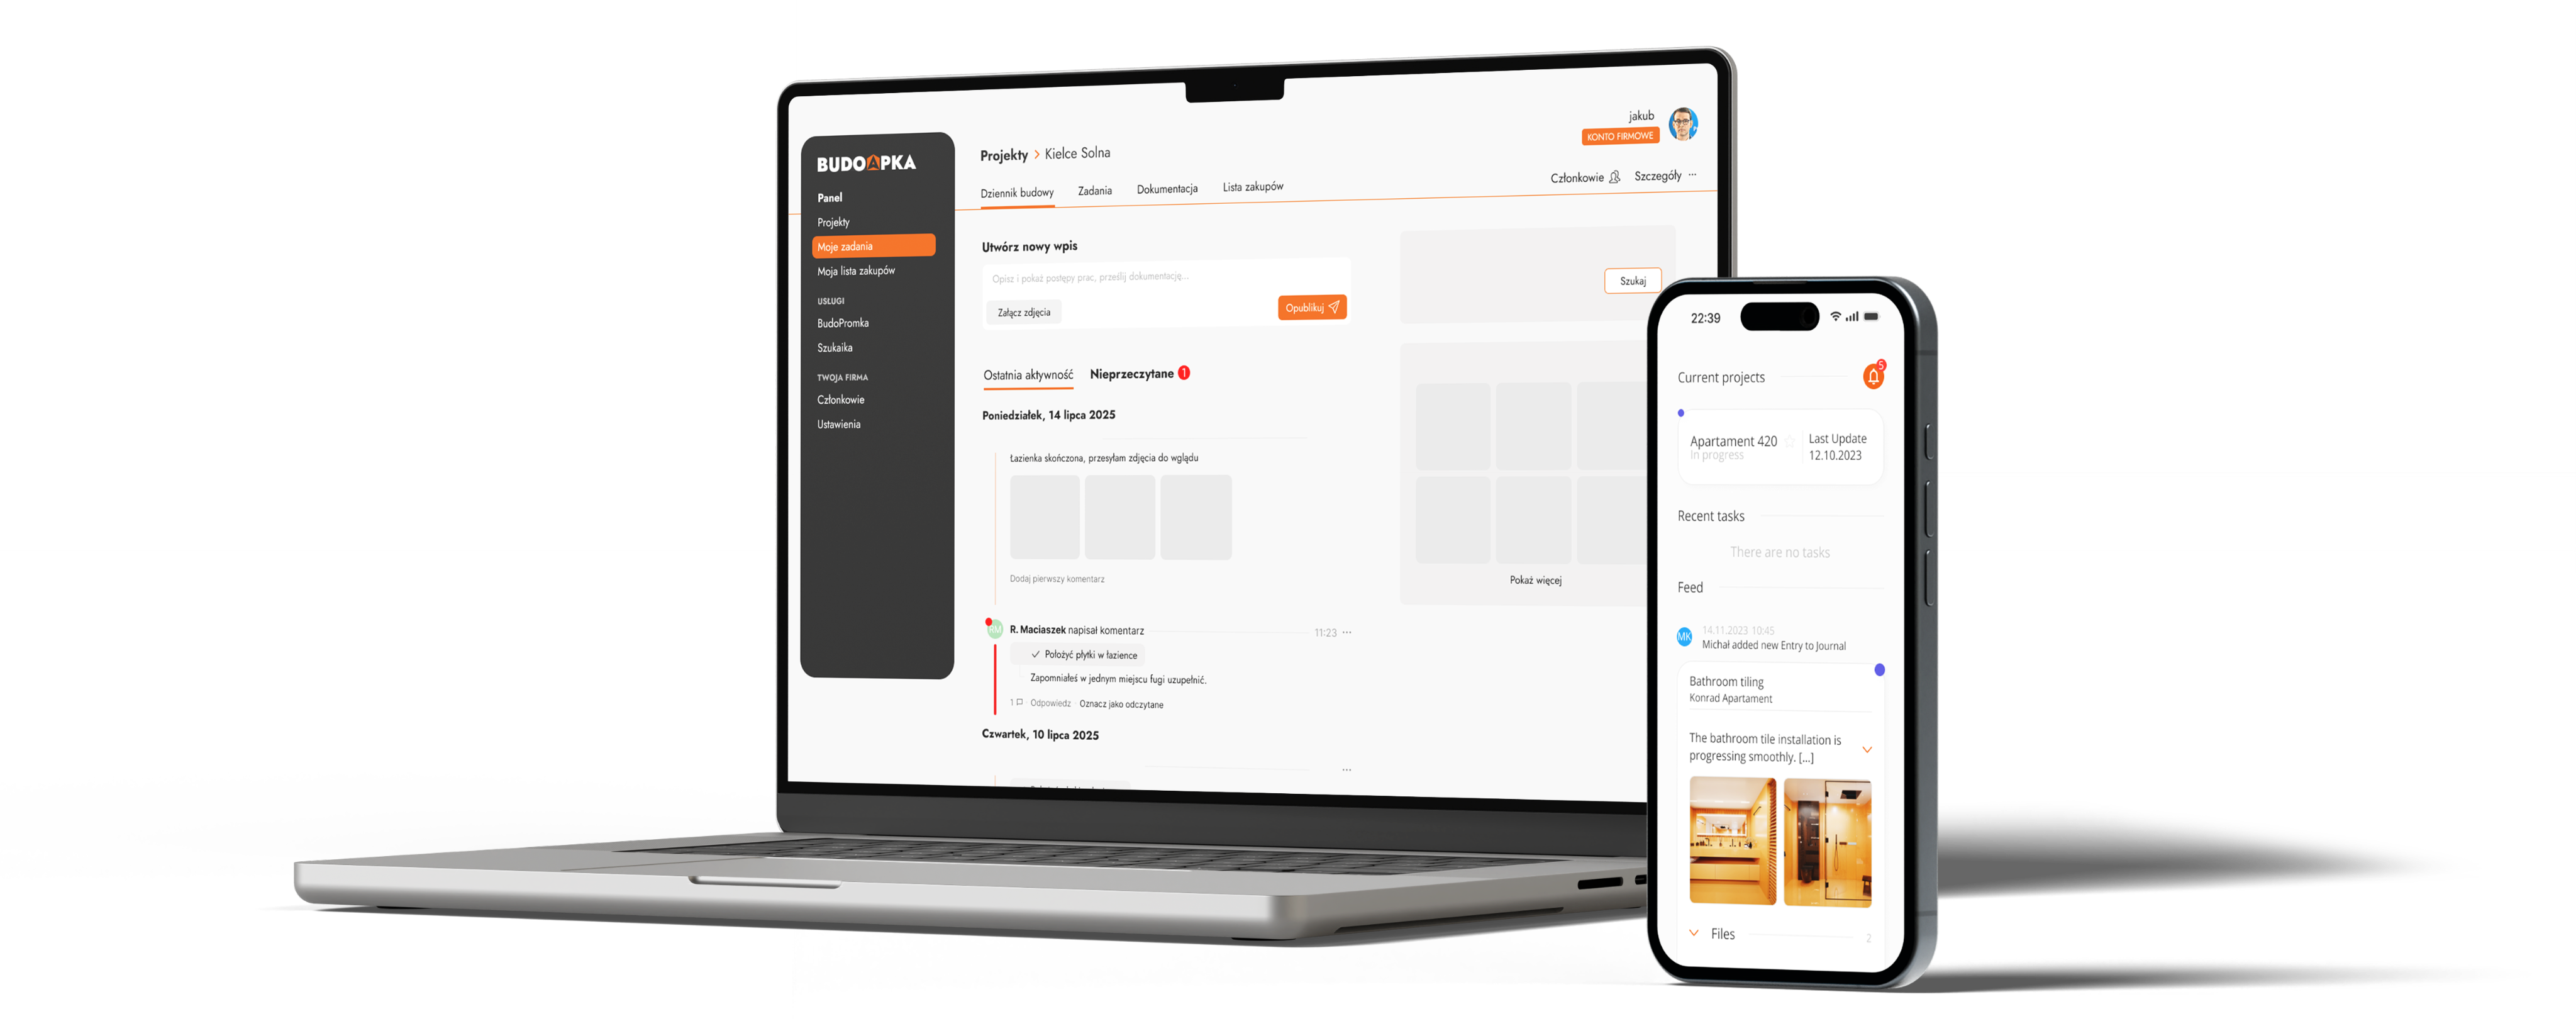 BUDOAPKA
Panel
Projekty
Moje zadania
Moja lista zakupów
USŁUGI
BudoPromka
Szukaika
TWOJA FIRMA
Członkowie
Ustawienia
jakub
KONTO FIRMOWE
Projekty > Kielce Solna
Dziennik budowy Zadania Dokumentacja Lista zakupów
Członkowie Szczegóły ...
Utwórz nowy wpis
Opisz i pokaż postępy prac, prześlij dokumentację...
Załącz zdjęcia
Opublikuj
Szukaj
Ostatnia aktywność Nieprzeczytane 1
Poniedziałek, 14 lipca 2025
Łazienka skończona, przesyłam zdjęcia do wglądu
Dodaj pierwszy komentarz
Pokaż więcej
RM R. Maciaszek napisał komentarz 11:23 ...
Położyć płytki w łazience
Zapomniałeś w jednym miejscu fugi uzupełnić.
1 Odpowiedz · Oznacz jako odczytane
Czwartek, 10 lipca 2025
...
22:39
Current projects 5
Apartament 420
In progress
Last Update
12.10.2023
Recent tasks
There are no tasks
Feed
MK
14.11.2023 10:45
Michał added new Entry to Journal
Bathroom tiling
Konrad Apartament
The bathroom tile installation is
progressing smoothly. [...]
Files 2